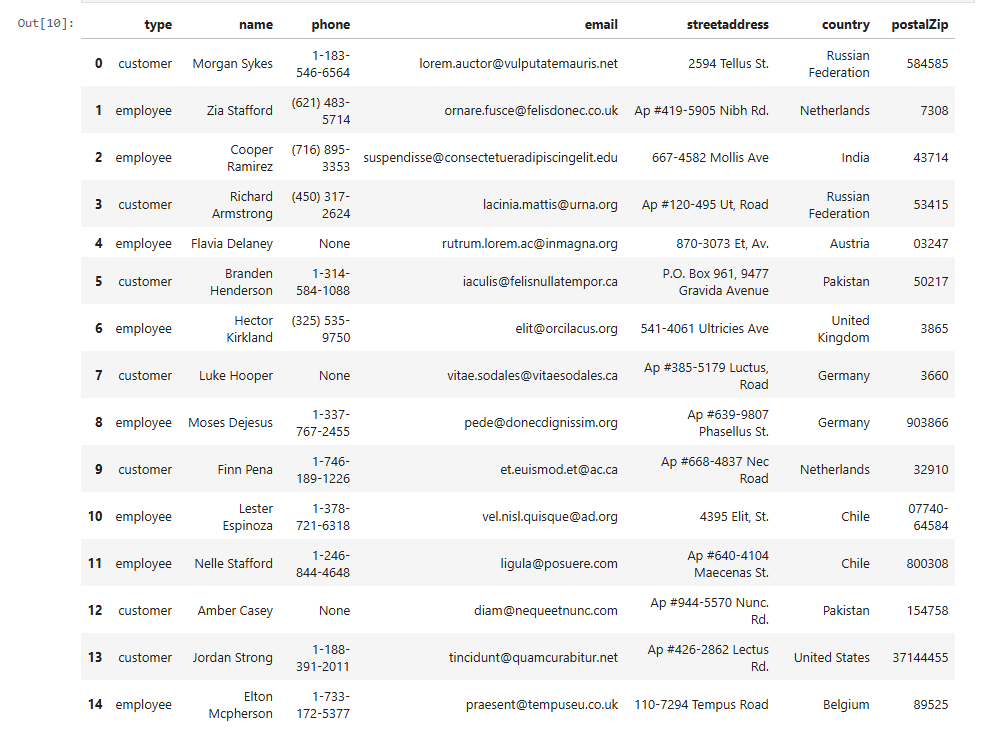 Out[10]:
type name phone email streetaddress country postalZip
0 customer Morgan Sykes 1-183-546-6564 lorem.auctor@vulputatemauris.net 2594 Tellus St. Russian Federation 584585
1 employee Zia Stafford (621) 483-5714 ornare.fusce@felisdonec.co.uk Ap #419-5905 Nibh Rd. Netherlands 7308
2 employee Cooper Ramirez (716) 895-3353 suspendisse@consectetueradipiscingelit.edu 667-4582 Mollis Ave India 43714
3 customer Richard Armstrong (450) 317-2624 lacinia.mattis@urna.org Ap #120-495 Ut, Road Russian Federation 53415
4 employee Flavia Delaney None rutrum.lorem.ac@inmagna.org 870-3073 Et, Av. Austria 03247
5 customer Branden Henderson 1-314-584-1088 iaculis@felisnullatempor.ca P.O. Box 961, 9477 Gravida Avenue Pakistan 50217
6 employee Hector Kirkland (325) 535-9750 elit@orcilacus.org 541-4061 Ultricies Ave United Kingdom 3865
7 customer Luke Hooper None vitae.sodales@vitaesodales.ca Ap #385-5179 Luctus, Road Germany 3660
8 employee Moses Dejesus 1-337-767-2455 pede@donecdignissim.org Ap #639-9807 Phasellus St. Germany 903866
9 customer Finn Pena 1-746-189-1226 et.euismod.et@ac.ca Ap #668-4837 Nec Road Netherlands 32910
10 employee Lester Espinoza 1-378-721-6318 vel.nisl.quisque@ad.org 4395 Elit, St. Chile 07740-64584
11 employee Nelle Stafford 1-246-844-4648 ligula@posuere.com Ap #640-4104 Maecenas St. Chile 800308
12 customer Amber Casey None diam@nequeetnunc.com Ap #944-5570 Nunc. Rd. Pakistan 154758
13 customer Jordan Strong 1-188-391-2011 tincidunt@quamcurabitur.net Ap #426-2862 Lectus Rd. United States 37144455
14 employee Elton Mcpherson 1-733-172-5377 praesent@tempuseu.co.uk 110-7294 Tempus Road Belgium 89525